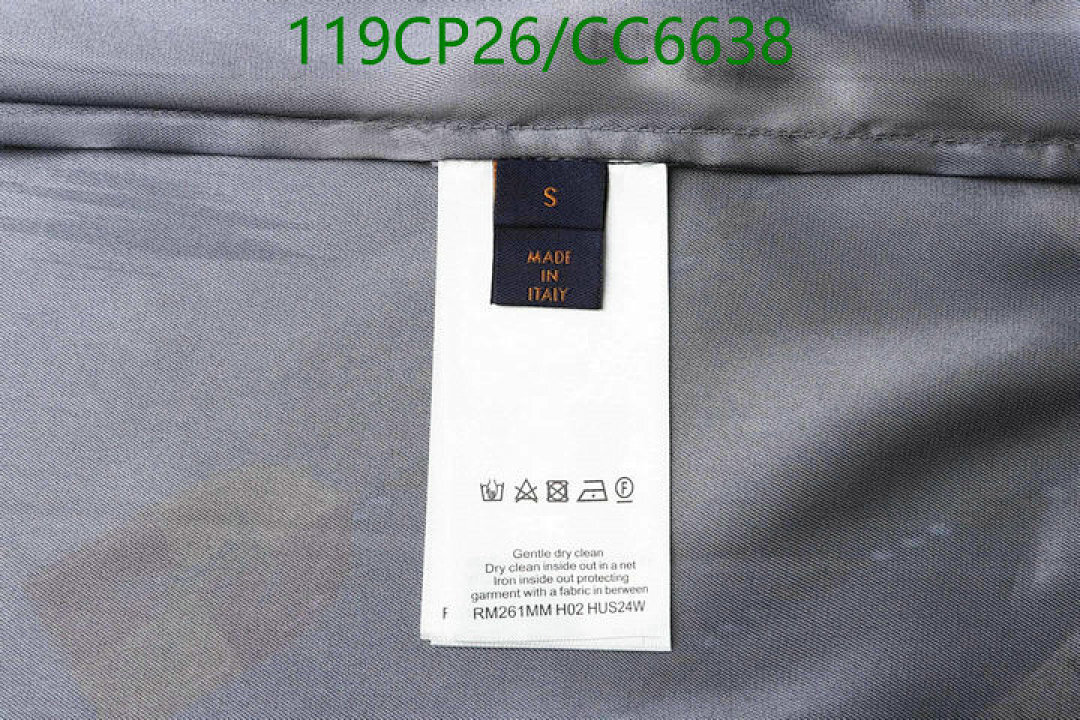 119CP26/CC6638
S
MADE
IN
ITALY
Gentle dry clean
Dry clean inside out in a net
Iron inside out protecting
garment with a fabric in berween
F RM261MM H02 HUS24W